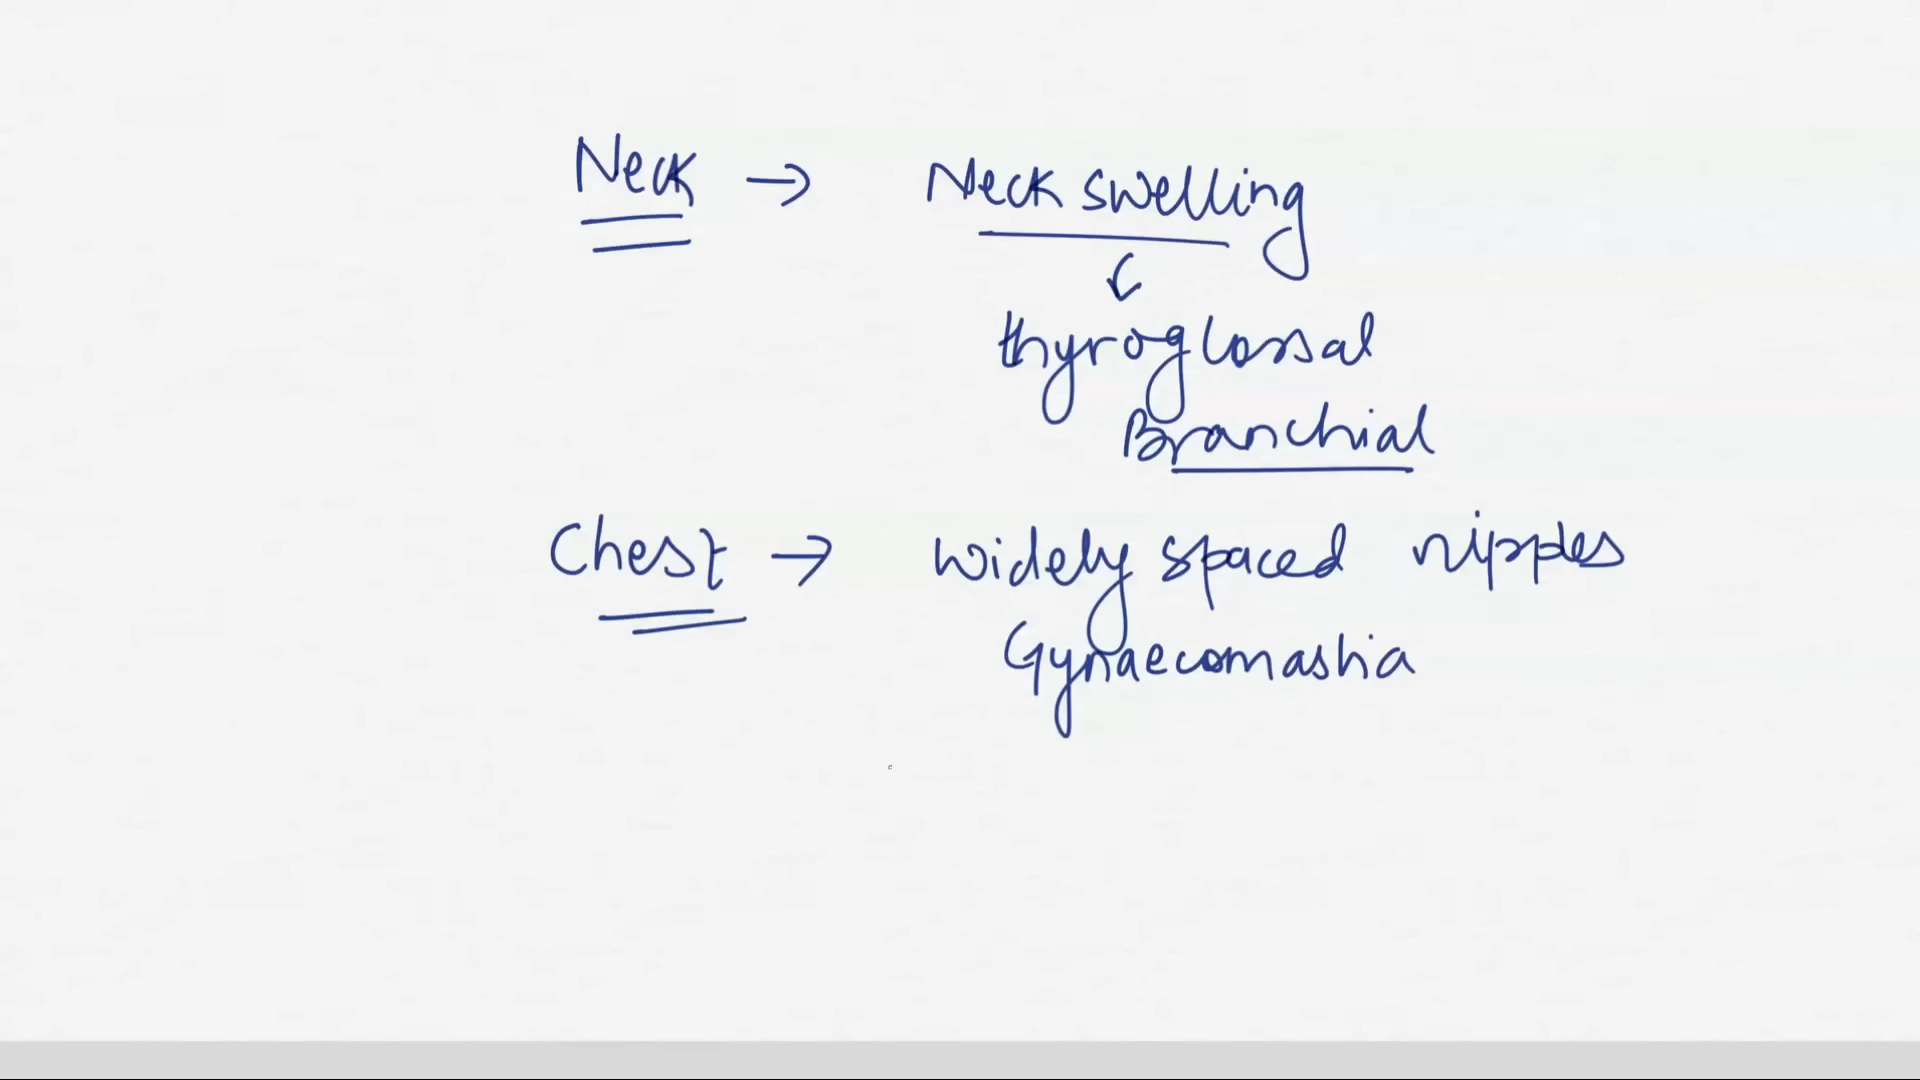 Neck → Neck swelling
thyroglossal
Branchial
Chest → widely spaced nipples
Gynaecomastia